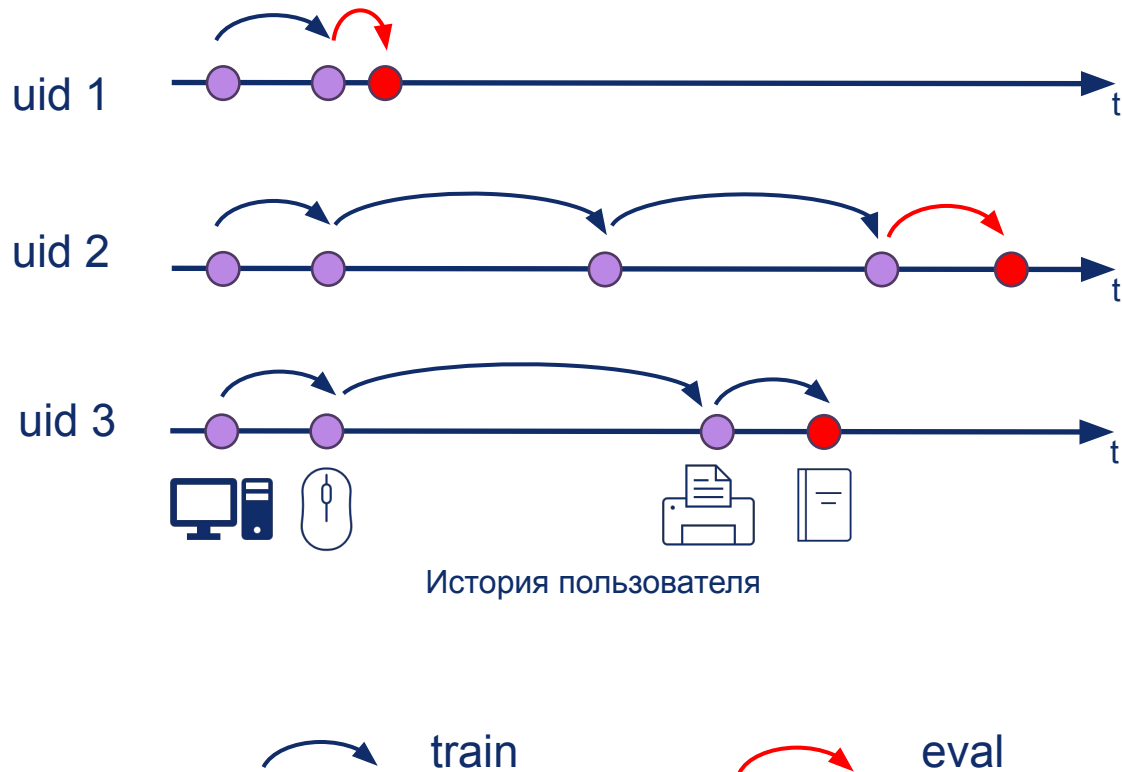 uid 1
t
uid 2
t
uid 3
t
История пользователя
train
eval